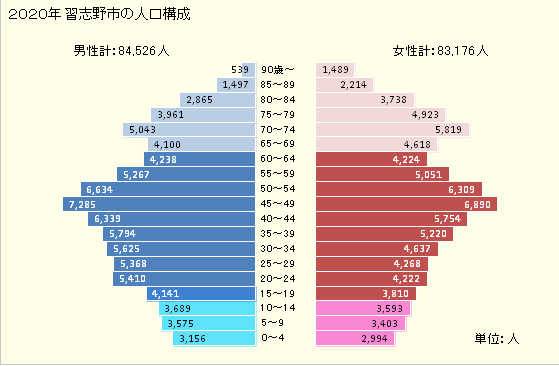 2020年 習志野市の人口構成
男性計: 84,526人 女性計: 83,176人
539 90歳～ 1,489
1,497 85～89 2,214
2,865 80～84 3,738
3,961 75～79 4,923
5,043 70～74 5,819
4,100 65～69 4,618
4,238 60～64 4,224
5,267 55～59 5,051
6,634 50～54 6,309
7,285 45～49 6,890
6,339 40～44 5,754
5,794 35～39 5,220
5,625 30～34 4,637
5,368 25～29 4,268
5,410 20～24 4,222
4,141 15～19 3,810
3,689 10～14 3,593
3,575 5～9 3,403
3,156 0～4 2,994
単位: 人